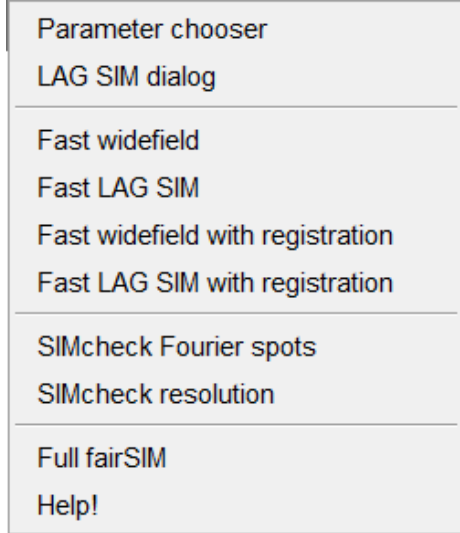 Parameter chooser
LAG SIM dialog
Fast widefield
Fast LAG SIM
Fast widefield with registration
Fast LAG SIM with registration
SIMcheck Fourier spots
SIMcheck resolution
Full fairSIM
Help!